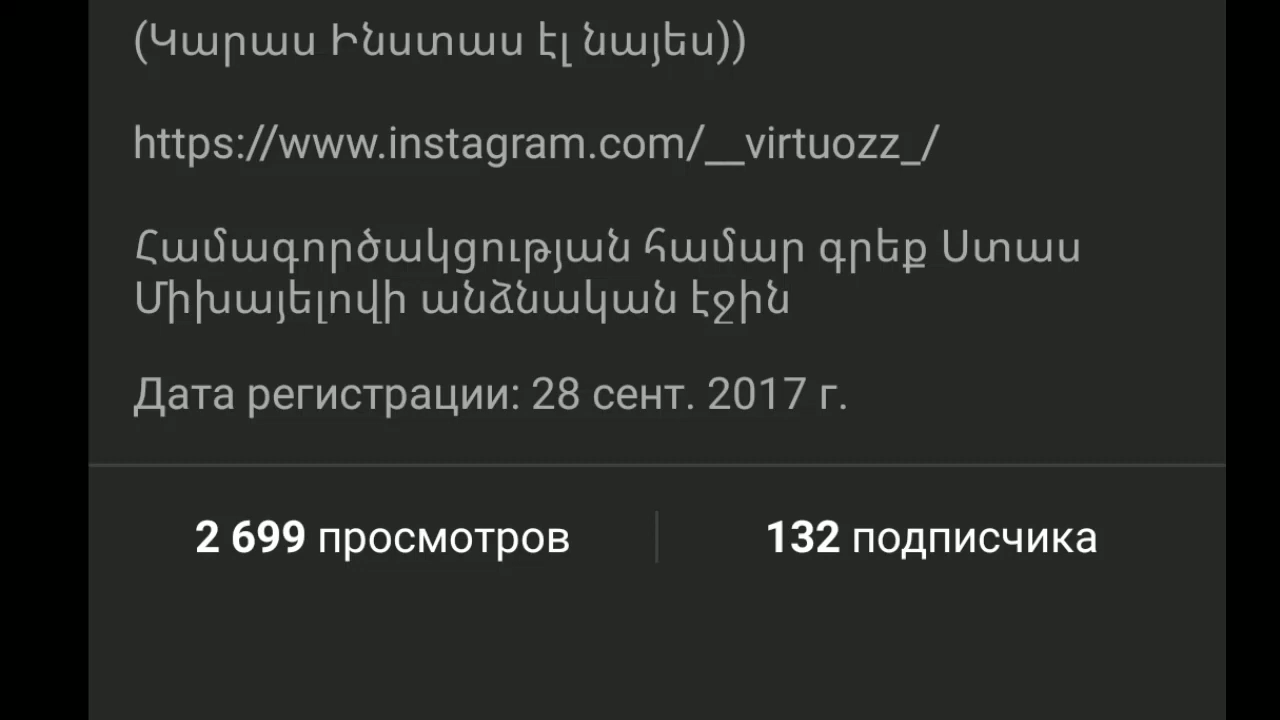 (Կարաս Ինստաս էլ նայես))
https://www.instagram.com/__virtuozz_/
Համագործակցության համար գրեք Ստաս
Միխայելովի անձնական էջին
Дата регистрации: 28 сент. 2017 г.
2 699 просмотров
132 подписчика